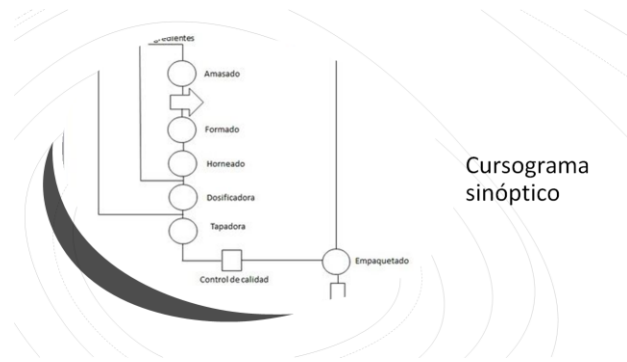 Amasado
Formado
Horneado
Dosificadora
Tapadora
Control de calidad
Empaquetado
Cursograma
sinóptico